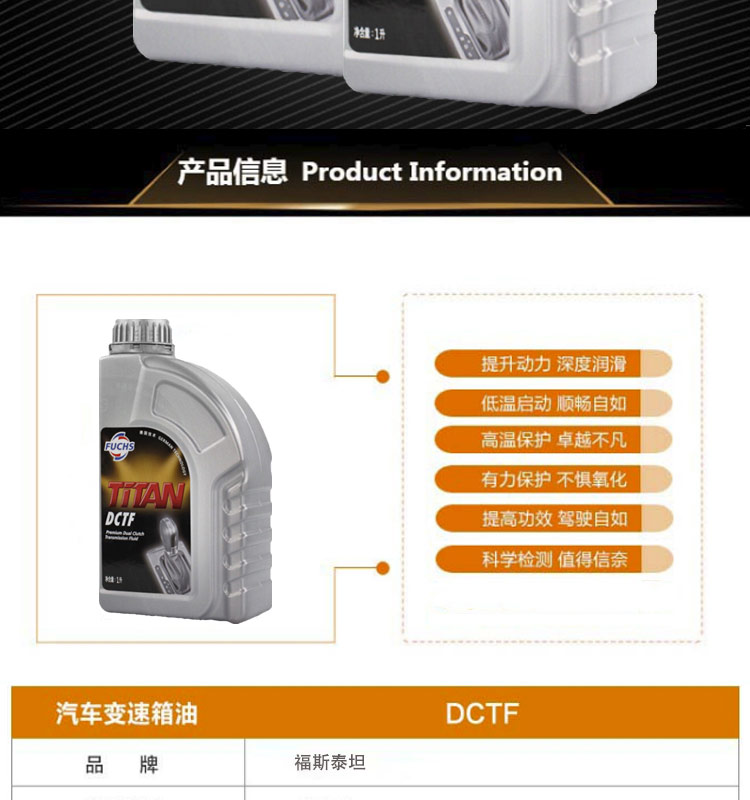 净含量:1升
产品信息 Product Information
FUCHS
TITAN
DCTF
Premium Dual Clutch
Transmission Fluid
净含量:1升
提升动力 深度润滑
低温启动 顺畅自如
高温保护 卓越不凡
有力保护 不惧氧化
提高功效 驾驶自如
科学检测 值得信奈
汽车变速箱油 DCTF
品 牌 福斯泰坦